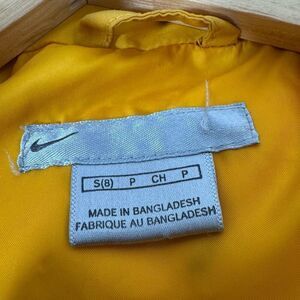 S(8) P CH P
MADE IN BANGLADESH
FABRIQUE AU BANGLADESH